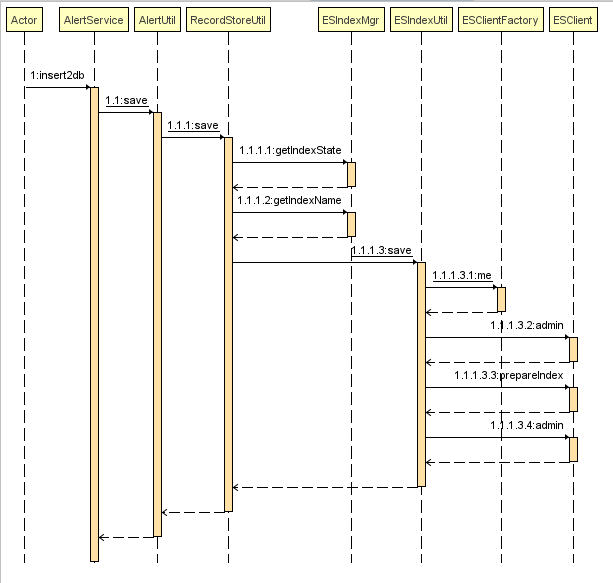 Actor
AlertService
AlertUtil
RecordStoreUtil
ESIndexMgr
ESIndexUtil
ESClientFactory
ESClient
1:insert2db
1.1:save
1.1.1:save
1.1.1.1:getIndexState
1.1.1.2:getIndexName
1.1.1.3:save
1.1.1.3.1:me
1.1.1.3.2:admin
1.1.1.3.3:prepareIndex
1.1.1.3.4:admin